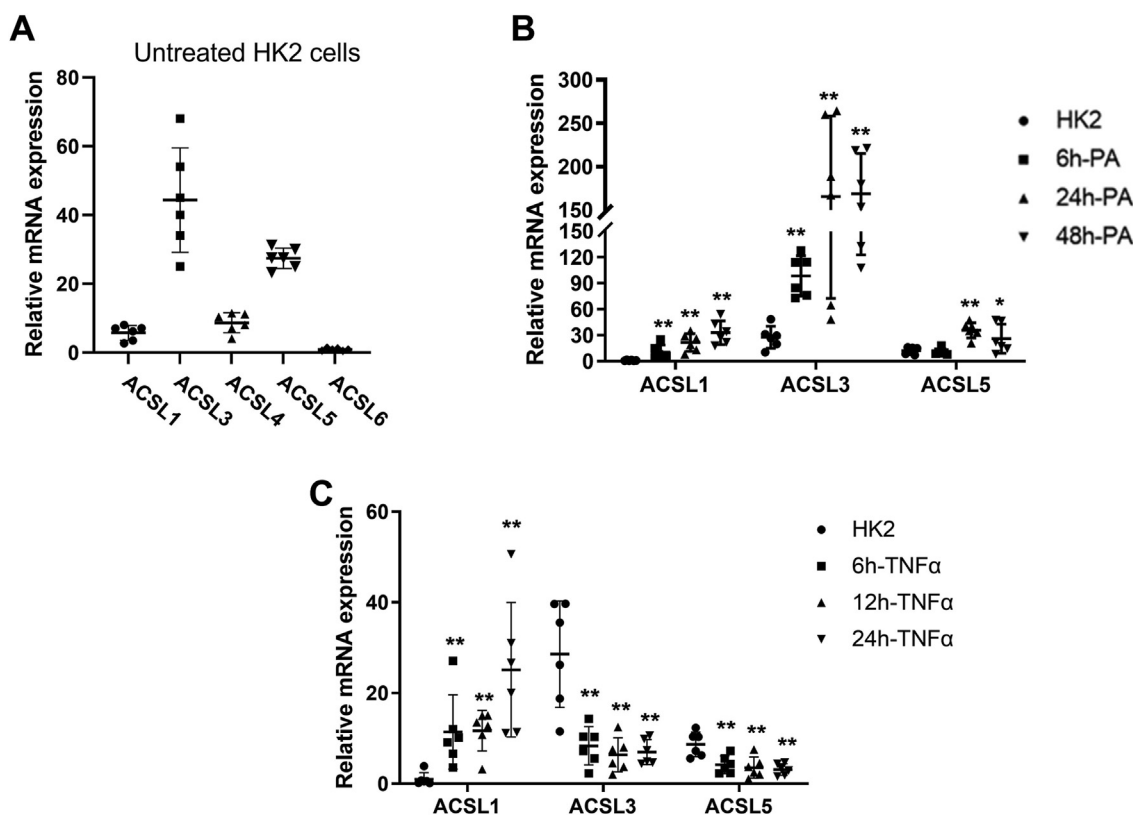 A
Untreated HK2 cells
Relative mRNA expression
80
60
40
20
0
ACSL1
ACSL3
ACSL4
ACSL5
ACSL6
B
Relative mRNA expression
300
250
200
150
150
120
90
60
30
0
** ** **
** ** **
** *
ACSL1 ACSL3 ACSL5
HK2
6h-PA
24h-PA
48h-PA
C
Relative mRNA expression
60
40
20
0
** ** **
** ** **
** ** **
ACSL1 ACSL3 ACSL5
HK2
6h-TNFα
12h-TNFα
24h-TNFα